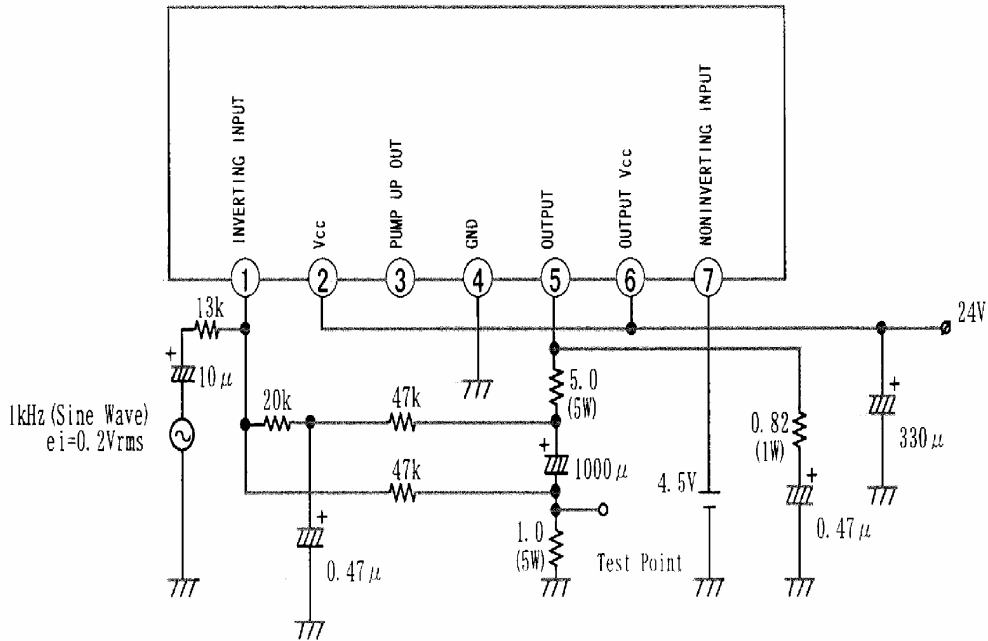 INVERTING INPUT
Vcc
PUMP UP OUT
GND
OUTPUT
OUTPUT Vcc
NONINVERTING INPUT
1
2
3
4
5
6
7
13k
24V
+
10μ
5.0
(5W)
+
20k
47k
1kHz(Sine Wave)
ei=0.2Vrms
0.82
(1W)
330μ
+
1000μ
47k
4.5V
+
+
0.47μ
1.0
(5W)
0.47μ
Test Point